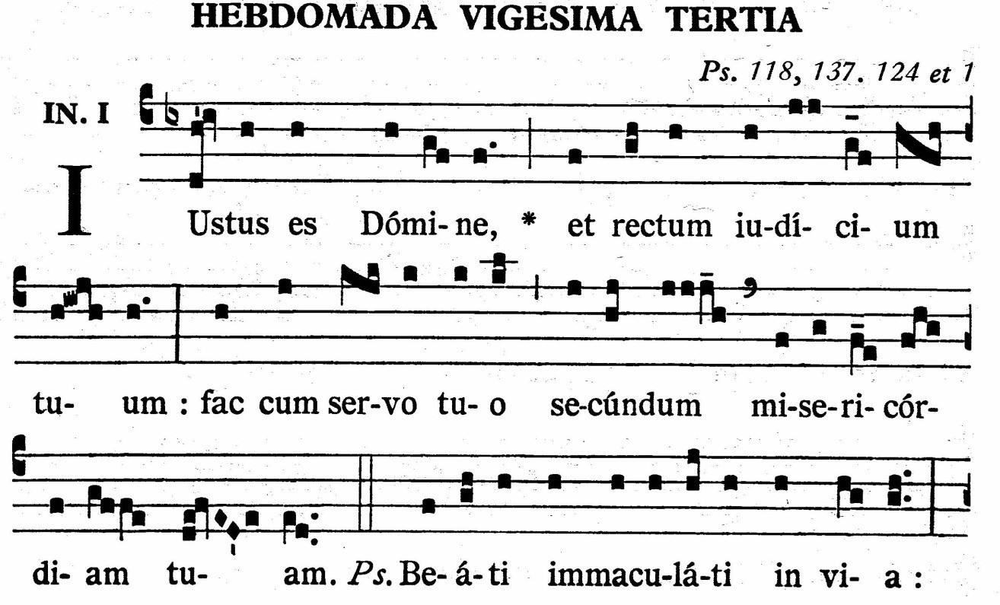 HEBDOMADA VIGESIMA TERTIA
Ps. 118, 137. 124 et 1
IN. I
IUstus es Dómi-ne, * et rectum iu-dí- ci- um
tu- um : fac cum ser-vo tu- o se-cúndum mi-se-ri- cór-
di- am tu- am. Ps. Be- á- ti immacu-lá-ti in vi- a :